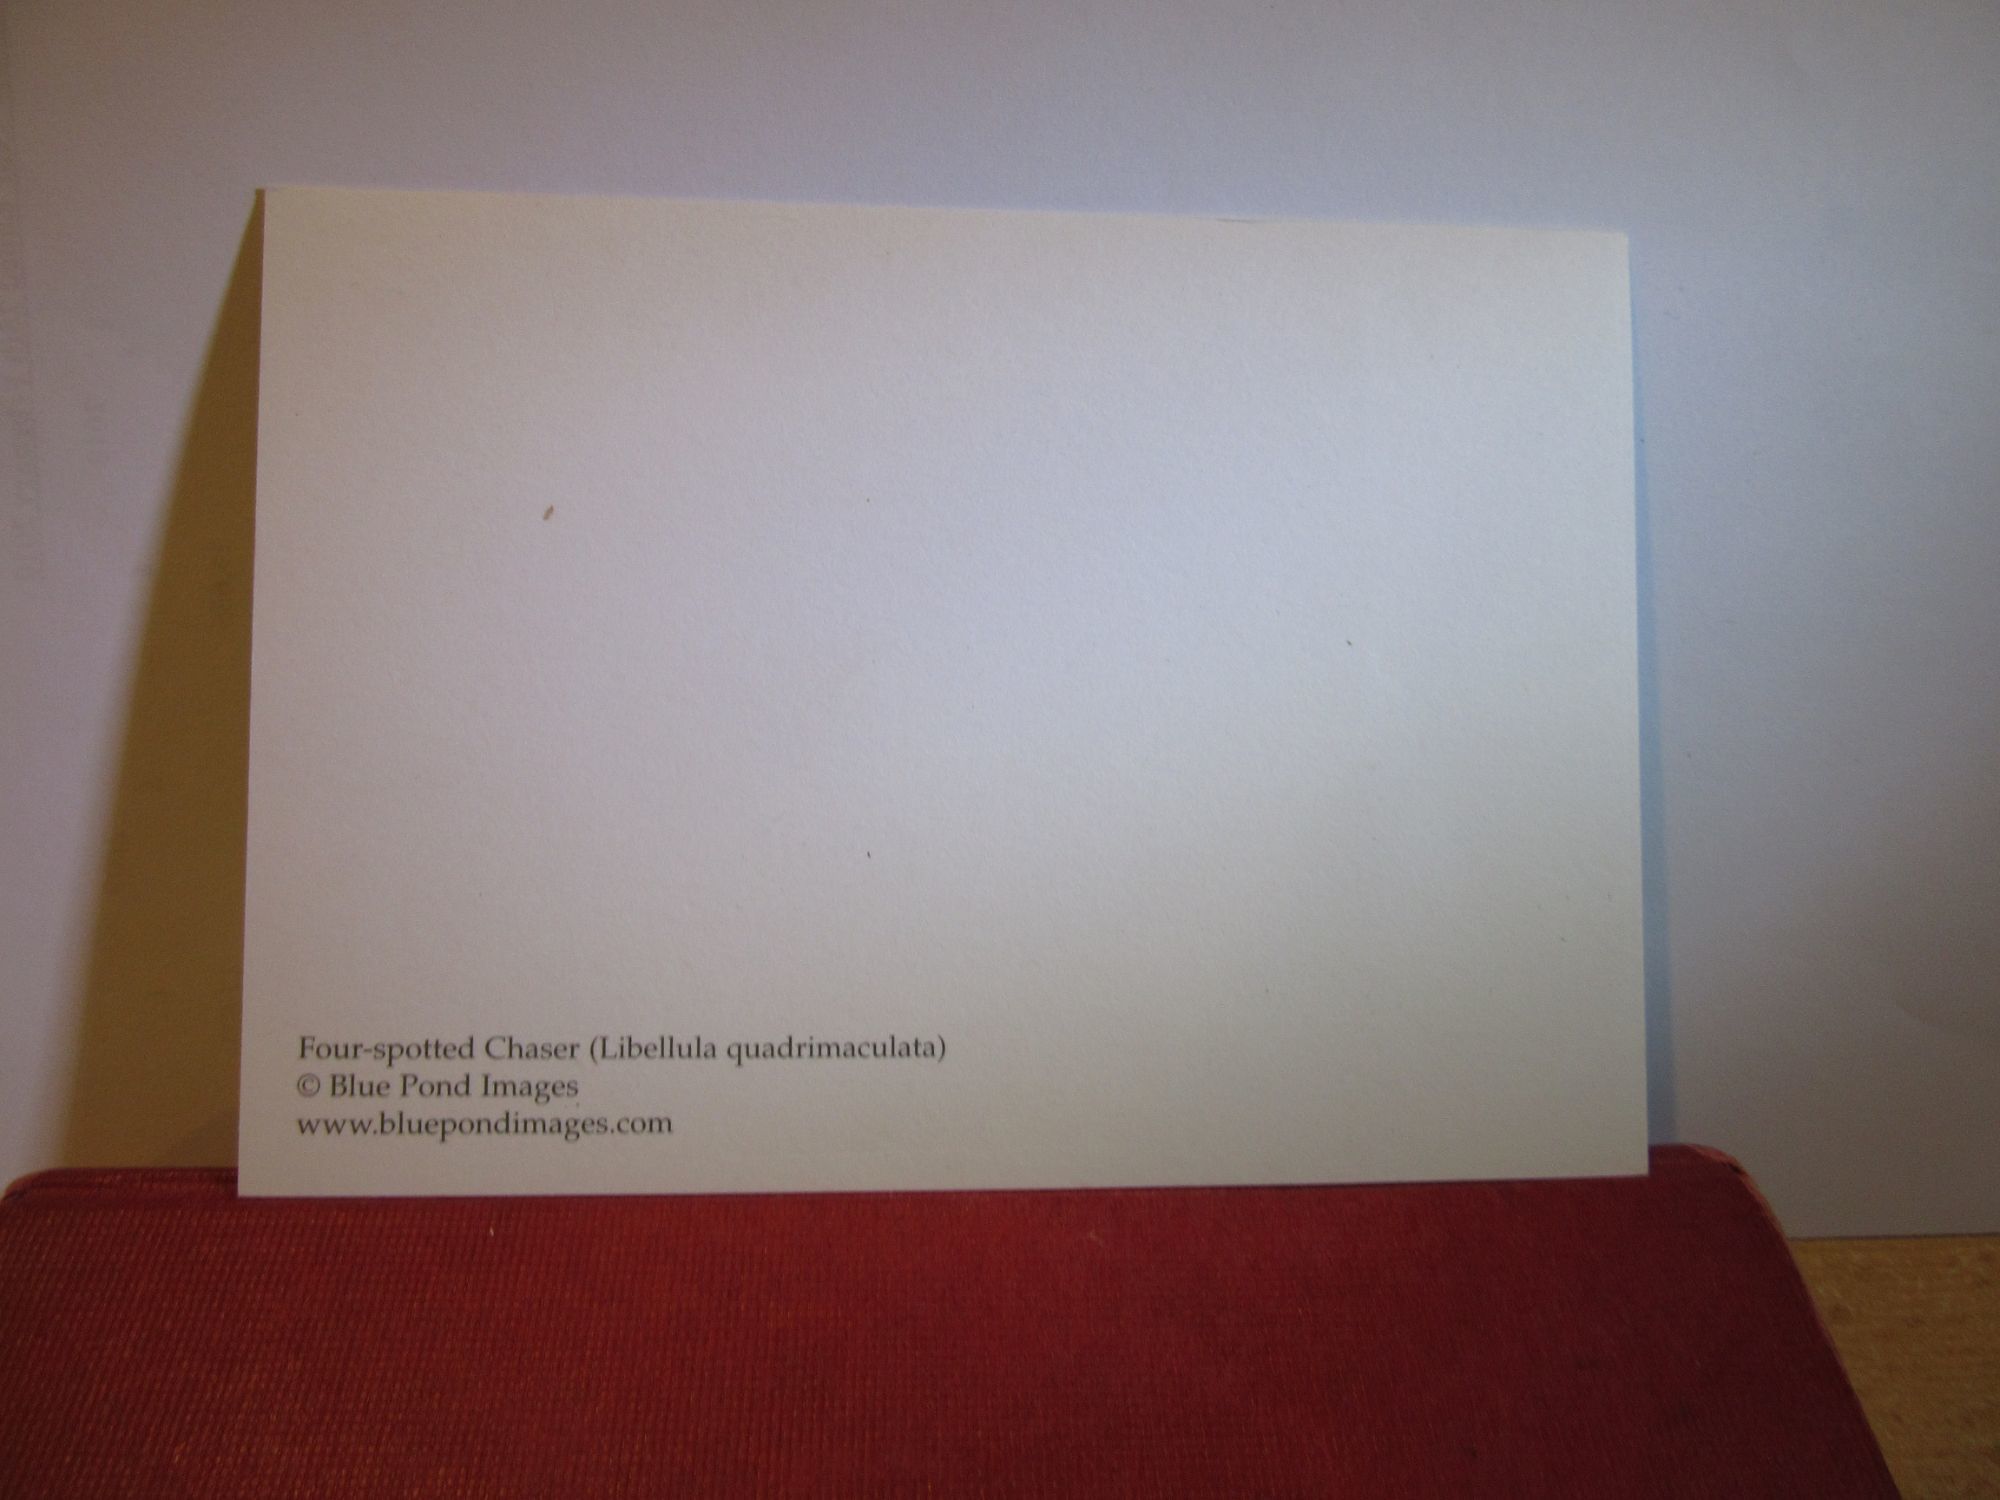 Four-spotted Chaser (Libellula quadrimaculata)
© Blue Pond Images
www.bluepondimages.com